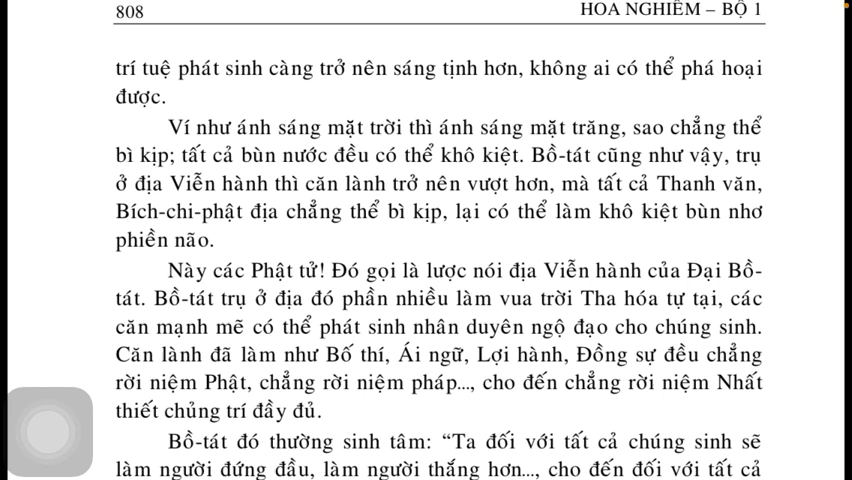 808 HOA NGHIÊM – BỘ 1
trí tuệ phát sinh càng trở nên sáng tịnh hơn, không ai có thể phá hoại
được.
Ví như ánh sáng mặt trời thì ánh sáng mặt trăng, sao chẳng thể
bì kịp; tất cả bùn nước đều có thể khô kiệt. Bồ-tát cũng như vậy, trụ
ở địa Viễn hành thì căn lành trở nên vượt hơn, mà tất cả Thanh văn,
Bích-chi-phật địa chẳng thể bì kịp, lại có thể làm khô kiệt bùn nhơ
phiền não.
Này các Phật tử! Đó gọi là lược nói địa Viễn hành của Đại Bồ-
tát. Bồ-tát trụ ở địa đó phần nhiều làm vua trời Tha hóa tự tại, các
căn mạnh mẽ có thể phát sinh nhân duyên ngộ đạo cho chúng sinh.
Căn lành đã làm như Bố thí, Ái ngữ, Lợi hành, Đồng sự đều chẳng
rời niệm Phật, chẳng rời niệm pháp..., cho đến chẳng rời niệm Nhất
thiết chủng trí đầy đủ.
Bồ-tát đó thường sinh tâm: “Ta đối với tất cả chúng sinh sẽ
làm người đứng đầu, làm người thắng hơn..., cho đến đối với tất cả